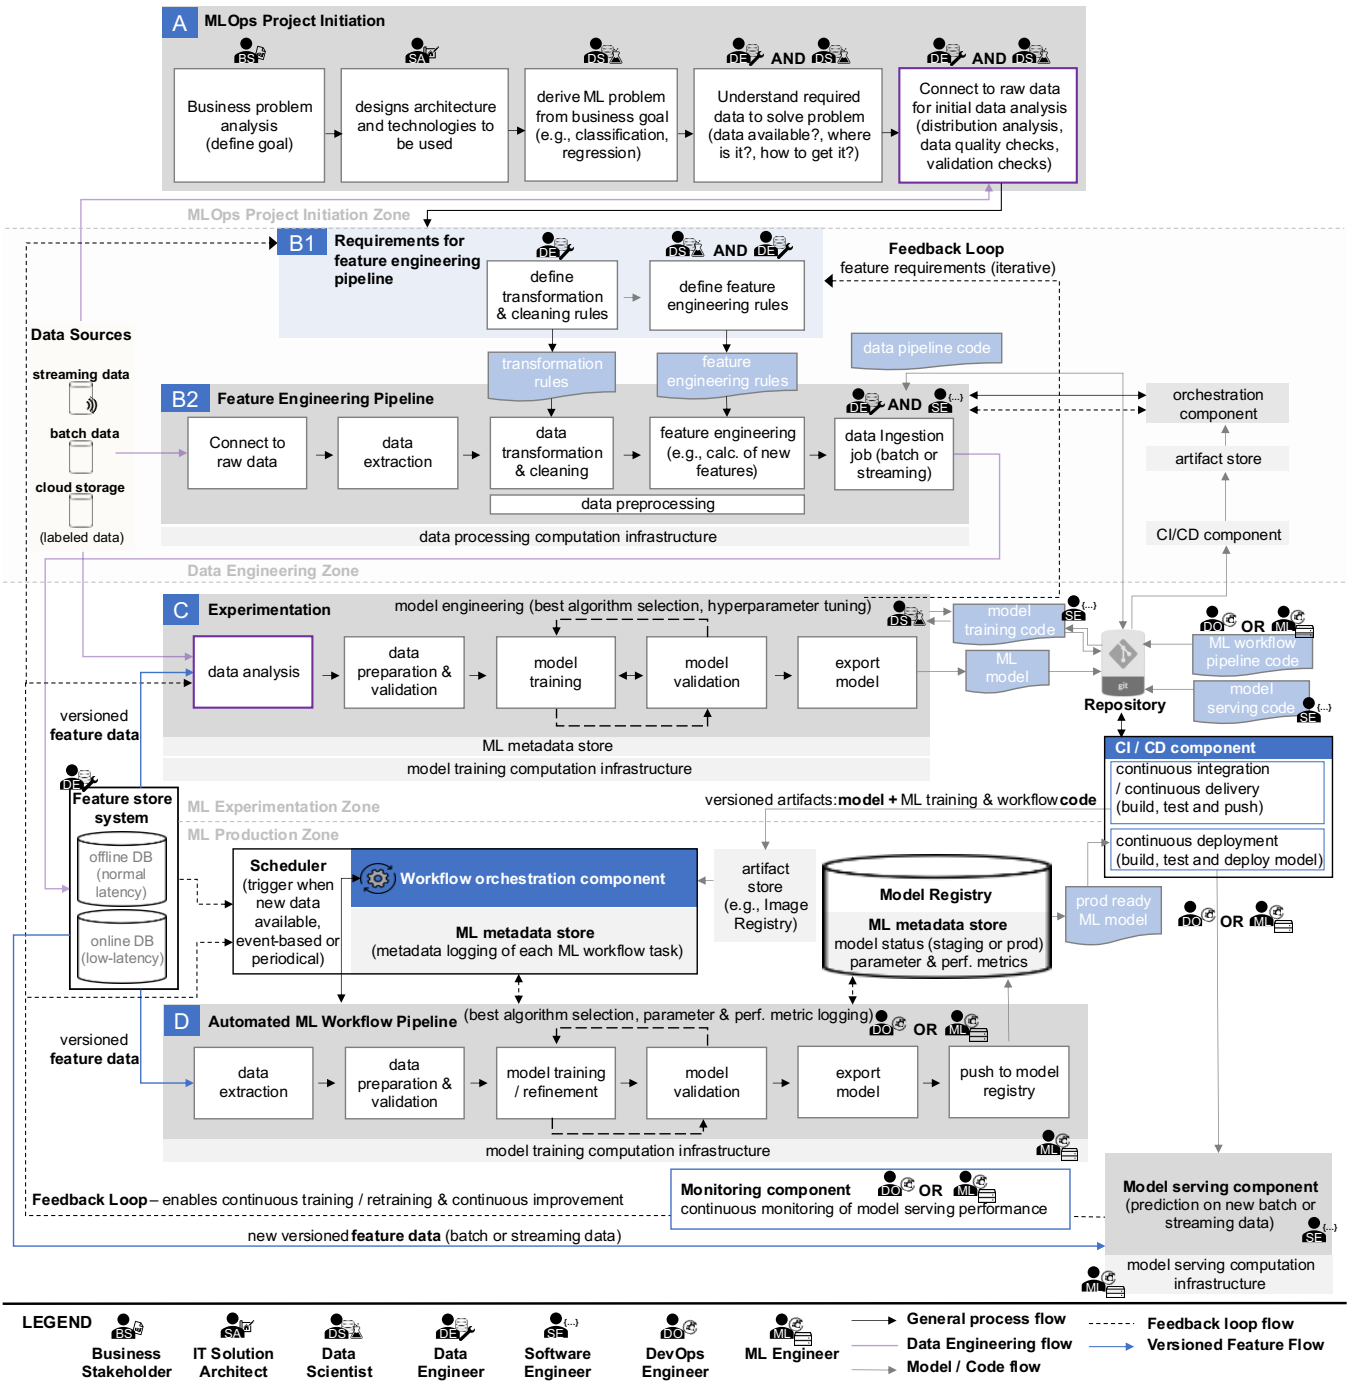 A MLOps Project Initiation
BS
SA
DS
DE AND DS
DE AND DS
Business problem
analysis
(define goal)
designs architecture
and technologies to
be used
derive ML problem
from business goal
(e.g., classification,
regression)
Understand required
data to solve problem
(data available?, where
is it?, how to get it?)
Connect to raw data
for initial data analysis
(distribution analysis,
data quality checks,
validation checks)
MLOps Project Initiation Zone
B1 Requirements for
feature engineering
pipeline
DE
DS AND DE
define
transformation
& cleaning rules
define feature
engineering rules
Feedback Loop
feature requirements (iterative)
Data Sources
streaming data
batch data
cloud storage
(labeled data)
transformation
rules
feature
engineering rules
data pipeline code
B2 Feature Engineering Pipeline
DE AND SE {...}
Connect to
raw data
data
extraction
data
transformation
& cleaning
feature engineering
(e.g., calc. of new
features)
data Ingestion
job (batch or
streaming)
data preprocessing
data processing computation infrastructure
orchestration
component
artifact store
CI/CD component
Data Engineering Zone
C Experimentation
model engineering (best algorithm selection, hyperparameter tuning)
DS
data analysis
data
preparation &
validation
model
training
model
validation
export
model
ML metadata store
model training computation infrastructure
model
training code
SE {...}
ML
model
git
Repository
DO OR ML
ML workflow
pipeline code
model
serving code
SE {...}
versioned
feature data
DE
Feature store
system
offline DB
(normal
latency)
online DB
(low-latency)
CI / CD component
continuous integration
/ continuous delivery
(build, test and push)
continuous deployment
(build, test and deploy model)
versioned artifacts: model + ML training & workflow code
ML Experimentation Zone
ML Production Zone
Scheduler
(trigger when
new data
available,
event-based or
periodical)
Workflow orchestration component
ML metadata store
(metadata logging of each ML workflow task)
artifact
store
(e.g., Image
Registry)
Model Registry
ML metadata store
model status (staging or prod)
parameter & perf. metrics
prod ready
ML model
DO OR ML
D Automated ML Workflow Pipeline
(best algorithm selection, parameter & perf. metric logging)
DO OR ML
versioned
feature data
data
extraction
data
preparation &
validation
model training
/ refinement
model
validation
export
model
push to model
registry
model training computation infrastructure
ML
Feedback Loop – enables continuous training / retraining & continuous improvement
Monitoring component DO OR ML
continuous monitoring of model serving performance
Model serving component
(prediction on new batch or
streaming data)
SE {...}
model serving computation
infrastructure
ML
new versioned feature data (batch or streaming data)
LEGEND
BS
Business
Stakeholder
SA
IT Solution
Architect
DS
Data
Scientist
DE
Data
Engineer
SE {...}
Software
Engineer
DO
DevOps
Engineer
ML
ML Engineer
General process flow
Data Engineering flow
Model / Code flow
Feedback loop flow
Versioned Feature Flow